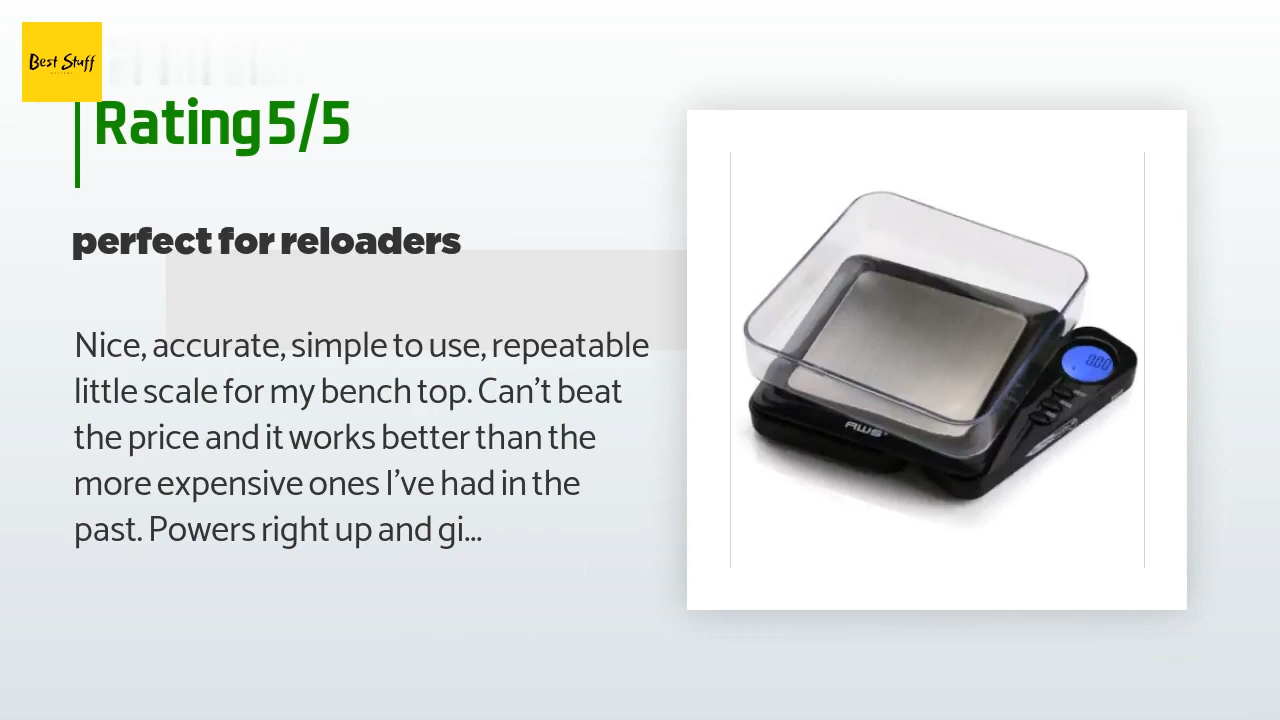 Best Stuff
Rating 5/5
perfect for reloaders
Nice, accurate, simple to use, repeatable
little scale for my bench top. Can't beat
the price and it works better than the
more expensive ones I've had in the
past. Powers right up and gi...
0.00
AWS